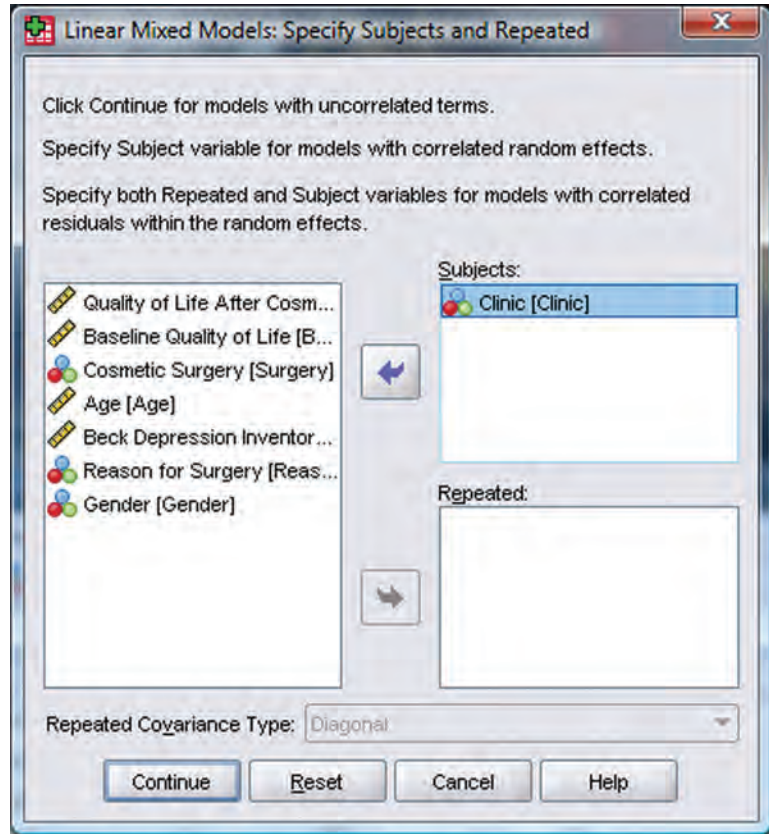 Linear Mixed Models: Specify Subjects and Repeated
Click Continue for models with uncorrelated terms.
Specify Subject variable for models with correlated random effects.
Specify both Repeated and Subject variables for models with correlated
residuals within the random effects.
Quality of Life After Cosm...
Baseline Quality of Life [B...
Cosmetic Surgery [Surgery]
Age [Age]
Beck Depression Inventor...
Reason for Surgery [Reas...
Gender [Gender]
Subjects:
Clinic [Clinic]
Repeated:
Repeated Covariance Type: Diagonal
Continue Reset Cancel Help